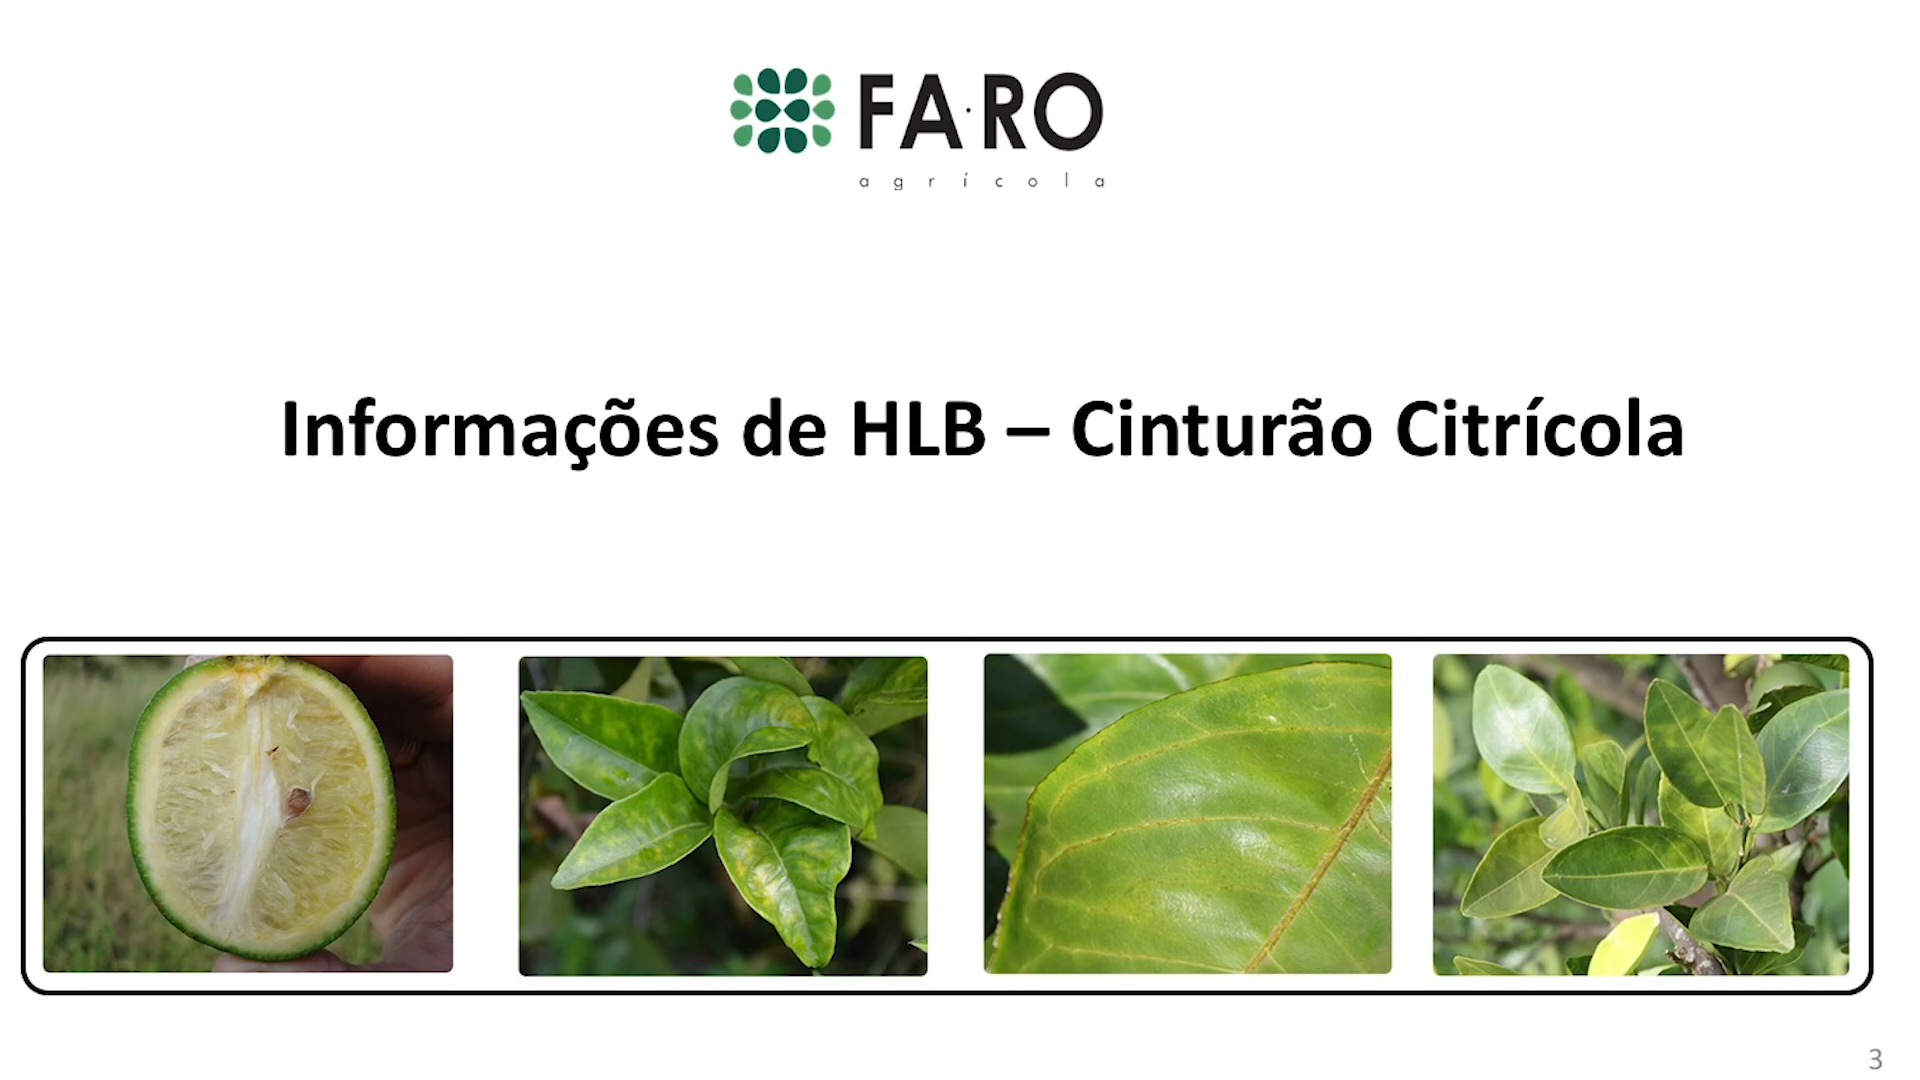 FA·RO
agrícola
Informações de HLB – Cinturão Citrícola
3